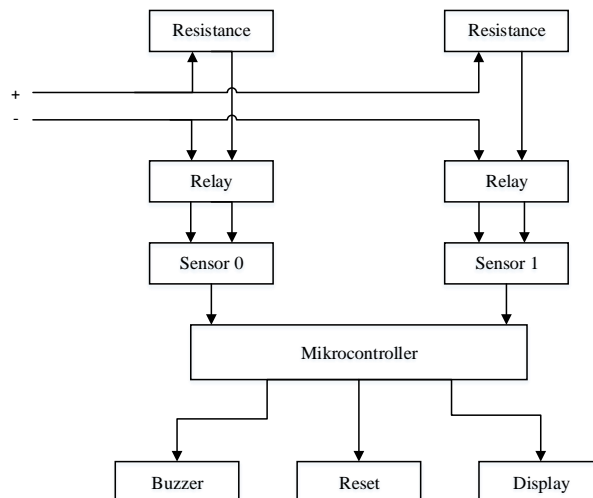 Resistance
Resistance
+
-
Relay
Relay
Sensor 0
Sensor 1
Mikrocontroller
Buzzer
Reset
Display